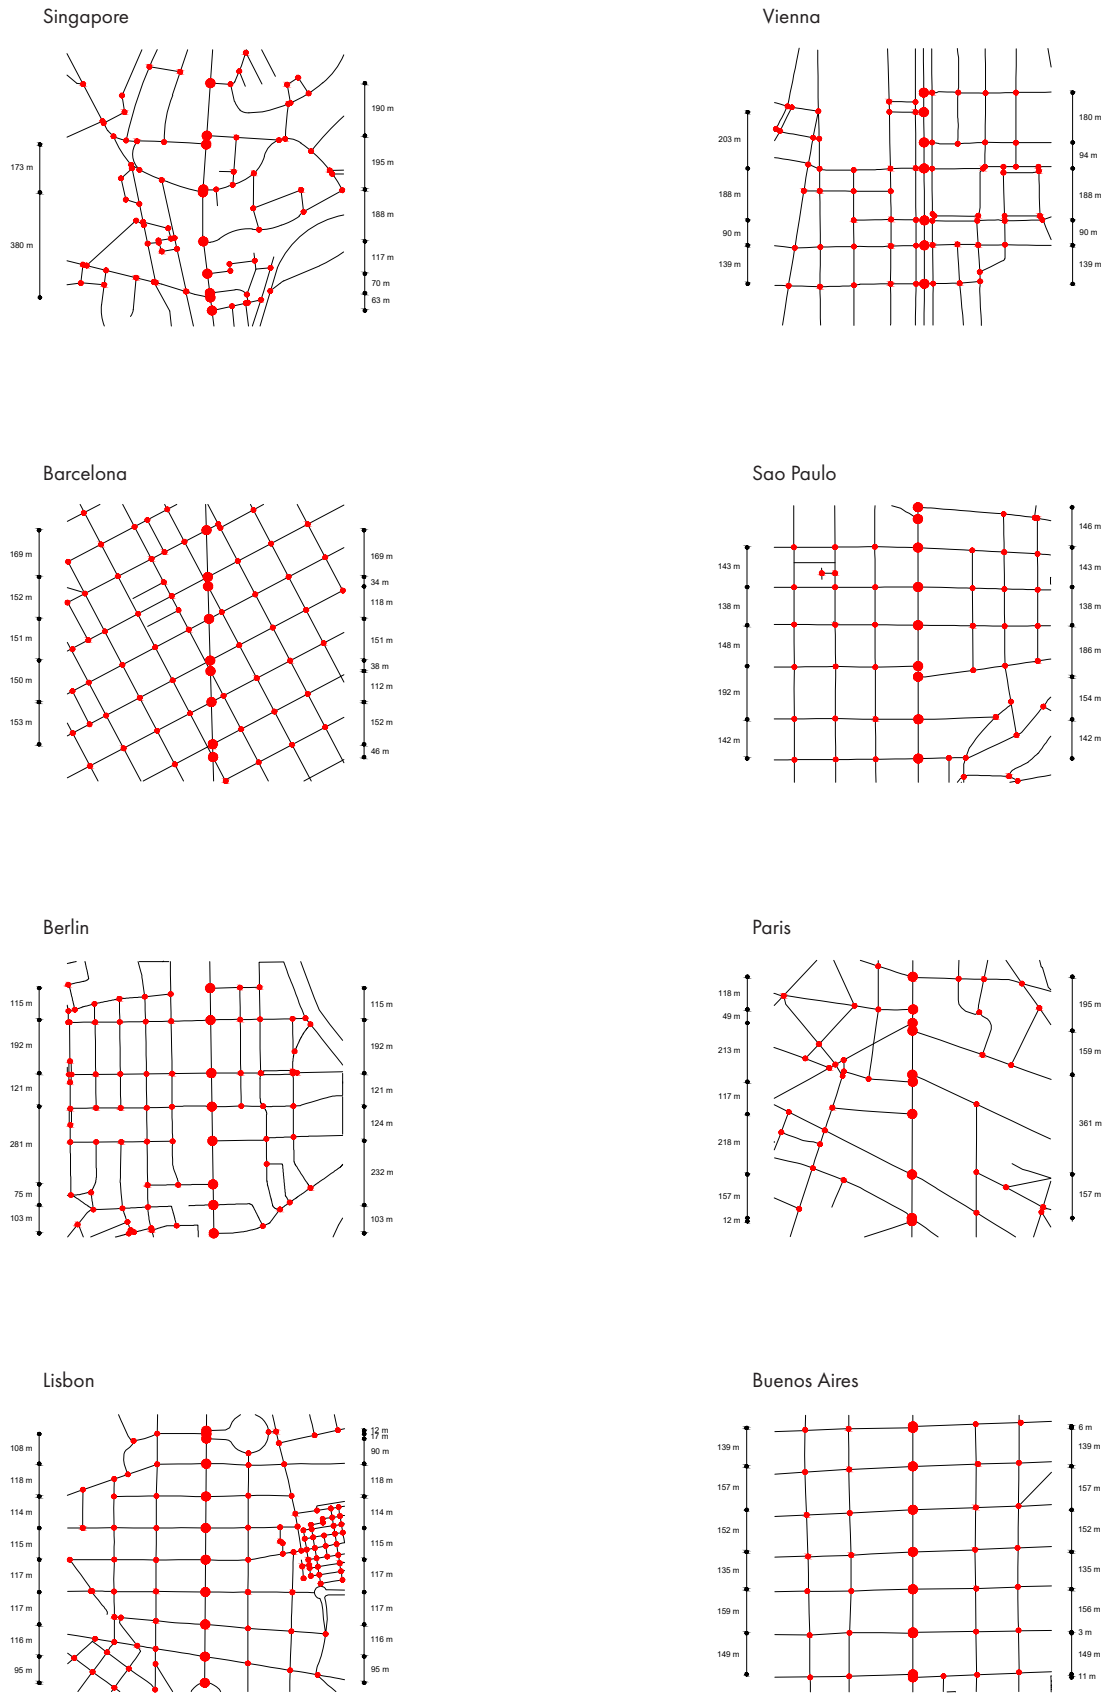 Singapore
Vienna
190 m
180 m
203 m
94 m
173 m
195 m
188 m
188 m
188 m
90 m
90 m
380 m
117 m
139 m
139 m
70 m
63 m
Barcelona
Sao Paulo
146 m
169 m
169 m
143 m
143 m
34 m
152 m
118 m
138 m
138 m
151 m
151 m
148 m
186 m
38 m
150 m
112 m
192 m
154 m
153 m
152 m
142 m
142 m
46 m
Berlin
Paris
115 m
115 m
118 m
195 m
49 m
192 m
192 m
213 m
159 m
121 m
121 m
117 m
124 m
361 m
281 m
218 m
232 m
75 m
157 m
157 m
103 m
103 m
12 m
Lisbon
Buenos Aires
12 m
17 m
6 m
108 m
90 m
139 m
139 m
118 m
118 m
157 m
157 m
114 m
114 m
152 m
152 m
115 m
115 m
117 m
117 m
135 m
135 m
117 m
117 m
159 m
156 m
3 m
116 m
116 m
149 m
149 m
95 m
95 m
11 m